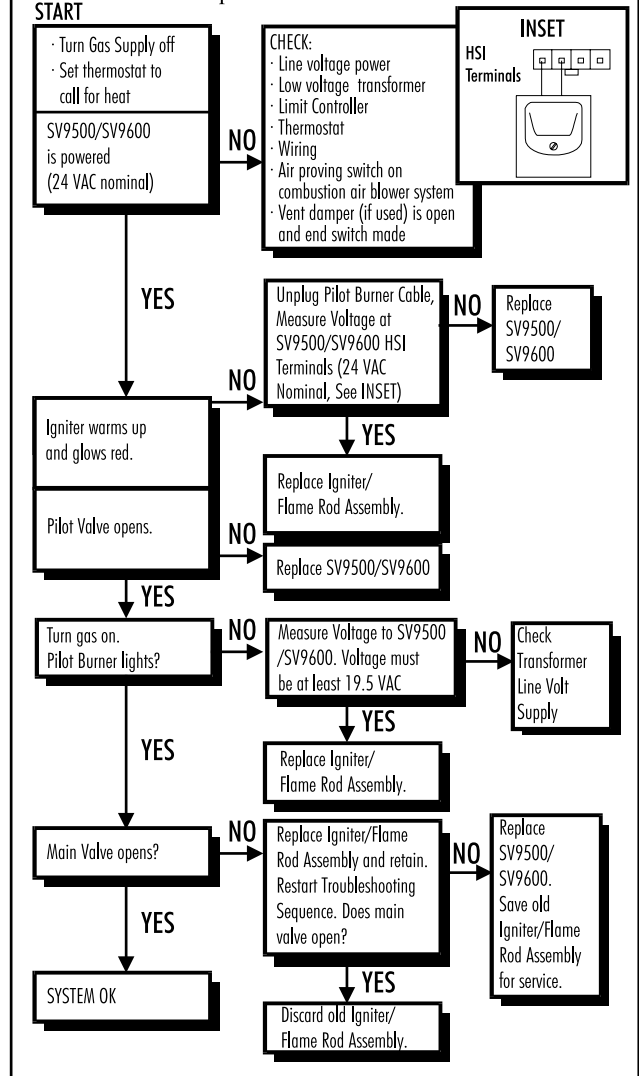 START
· Turn Gas Supply off
· Set thermostat to
call for heat
SV9500/SV9600
is powered
(24 VAC nominal)
NO
CHECK:
· Line voltage power
· Low voltage transformer
· Limit Controller
· Thermostat
· Wiring
· Air proving switch on
combustion air blower system
· Vent damper (if used) is open
and end switch made
INSET
HSI
Terminals
YES
Igniter warms up
and glows red.
NO
Unplug Pilot Burner Cable,
Measure Voltage at
SV9500/SV9600 HSI
Terminals (24 VAC
Nominal, See INSET)
NO
Replace
SV9500/
SV9600
YES
Replace Igniter/
Flame Rod Assembly.
Pilot Valve opens.
NO
Replace SV9500/SV9600
YES
Turn gas on.
Pilot Burner lights?
NO
Measure Voltage to SV9500
/SV9600. Voltage must
be at least 19.5 VAC
NO
Check
Transformer
Line Volt
Supply
YES
Replace Igniter/
Flame Rod Assembly.
YES
Main Valve opens?
NO
Replace Igniter/Flame
Rod Assembly and retain.
Restart Troubleshooting
Sequence. Does main
valve open?
NO
Replace
SV9500/
SV9600.
Save old
Igniter/Flame
Rod Assembly
for service.
YES
Discard old Igniter/
Flame Rod Assembly.
YES
SYSTEM OK